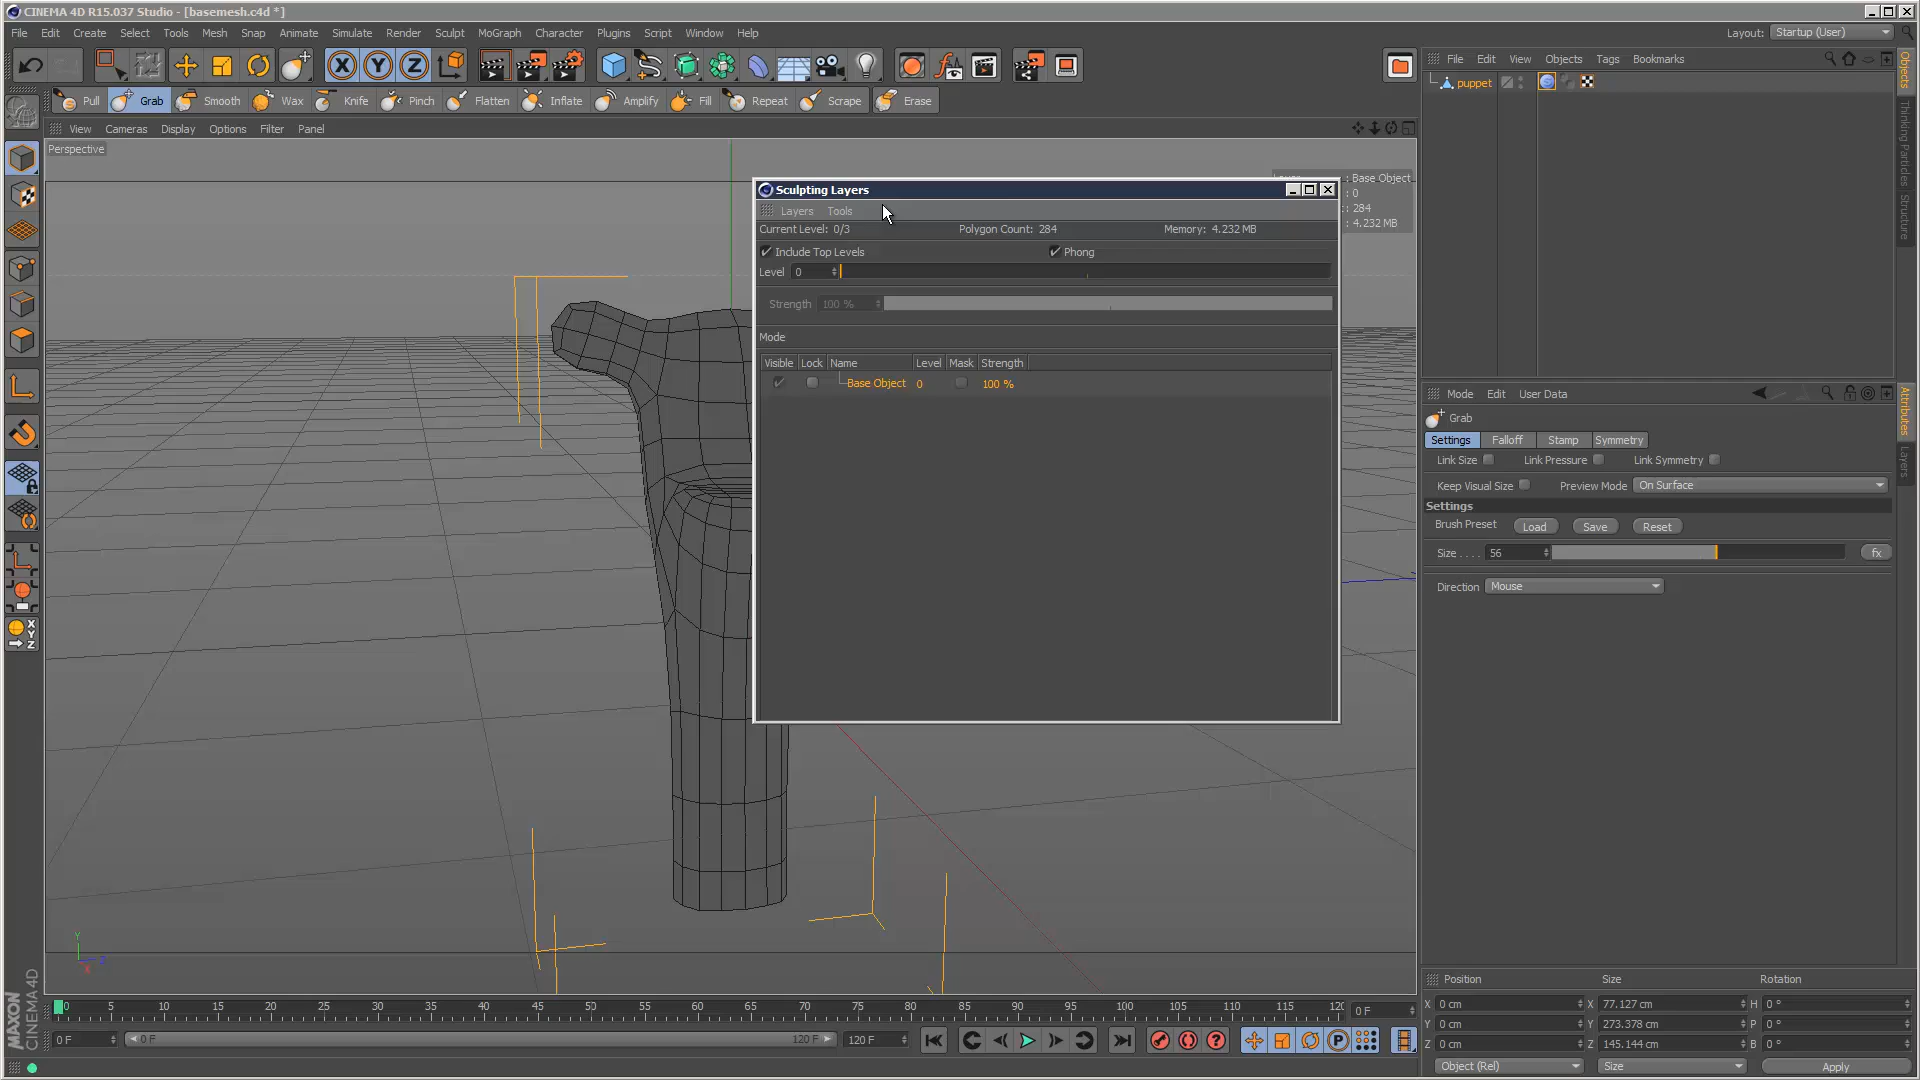 CINEMA 4D R15.037 Studio - [basemesh.c4d *]
File Edit Create Select Tools Mesh Snap Animate Simulate Render Sculpt MoGraph Character Plugins Script Window Help
Layout: Startup (User)
Pull Grab Smooth Wax Knife Pinch Flatten Inflate Amplify Fill Repeat Scrape Erase
View Cameras Display Options Filter Panel
Perspective
: Base Object
: 0
: 284
: 4.232 MB
Sculpting Layers
Layers Tools
Current Level: 0/3 Polygon Count: 284 Memory: 4.232 MB
Include Top Levels Phong
Level 0
Strength 100 %
Mode
Visible Lock Name Level Mask Strength
Base Object 0 100 %
File Edit View Objects Tags Bookmarks
puppet
Objects
Thinking Particles
Structure
Mode Edit User Data
Grab
Settings Falloff Stamp Symmetry
Link Size Link Pressure Link Symmetry
Keep Visual Size Preview Mode On Surface
Settings
Brush Preset Load Save Reset
Size . . . . 56 fx
Direction Mouse
Attributes
Layers
X Y Z
X
Y
Z
Y
X
Z
MAXON
CINEMA 4D
0 5 10 15 20 25 30 35 40 45 50 55 60 65 70 75 80 85 90 95 100 105 110 115 120 0 F
0 F 0 F 120 F 120 F
Position Size Rotation
X 0 cm X 77.127 cm H 0 °
Y 0 cm Y 273.378 cm P 0 °
Z 0 cm Z 145.144 cm B 0 °
Object (Rel) Size Apply